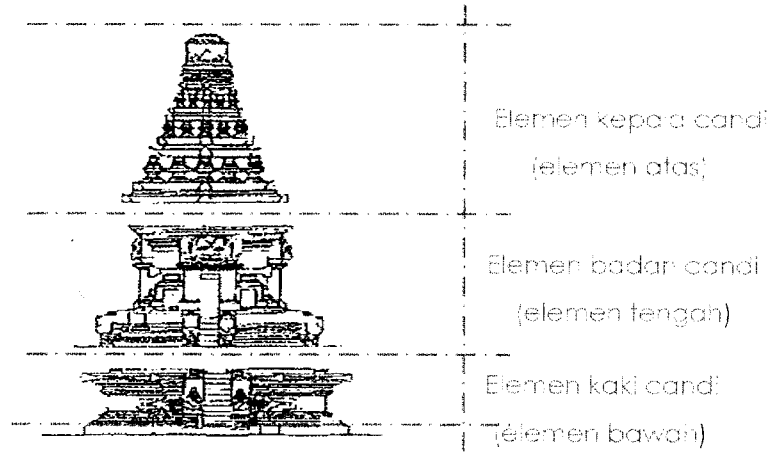 Elemen kepala candi
(elemen atas)
Elemen badan candi
(elemen tengah)
Elemen kaki candi
(elemen bawah)